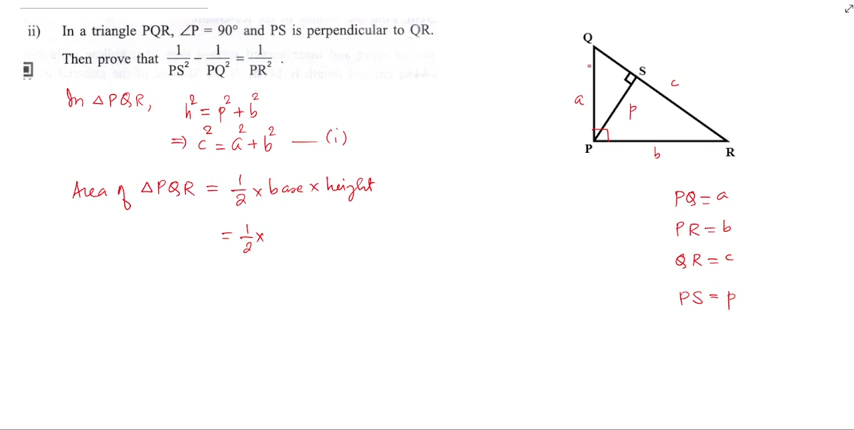 ii) In a triangle PQR, ∠P = 90° and PS is perpendicular to QR.
Then prove that 1/PS² − 1/PQ² = 1/PR² .
In △PQR, h² = p² + b²
⇒ c² = a² + b² — (i)
Area of △PQR = 1/2 × base × height
= 1/2 ×
Q
S
c
a
p
P
b
R
PQ = a
PR = b
QR = c
PS = p